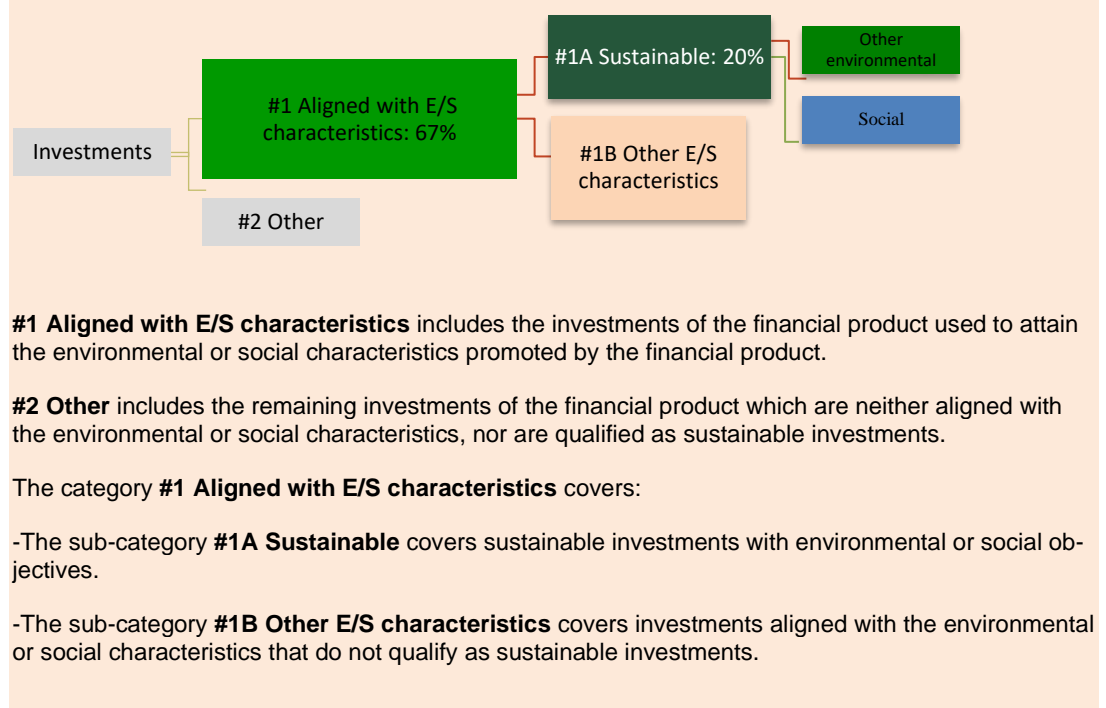 Investments
#1 Aligned with E/S
characteristics: 67%
#2 Other
#1A Sustainable: 20%
#1B Other E/S
characteristics
Other
environmental
Social
#1 Aligned with E/S characteristics includes the investments of the financial product used to attain
the environmental or social characteristics promoted by the financial product.
#2 Other includes the remaining investments of the financial product which are neither aligned with
the environmental or social characteristics, nor are qualified as sustainable investments.
The category #1 Aligned with E/S characteristics covers:
-The sub-category #1A Sustainable covers sustainable investments with environmental or social ob-
jectives.
-The sub-category #1B Other E/S characteristics covers investments aligned with the environmental
or social characteristics that do not qualify as sustainable investments.